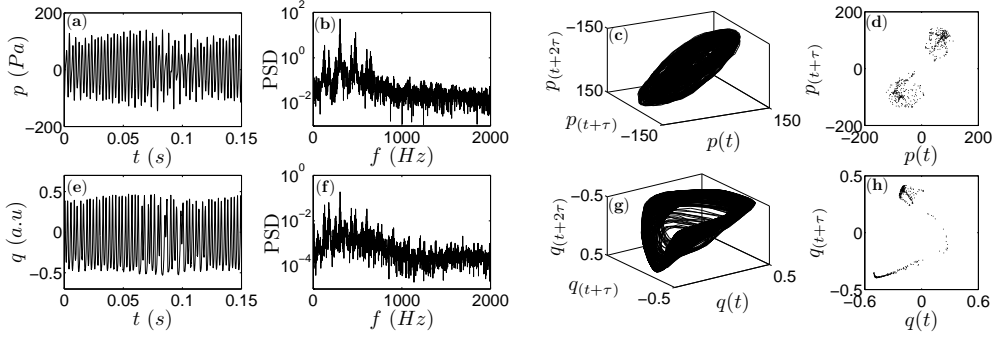 (a)
p (Pa)
200
0
−200
0 0.05 0.1 0.15
t (s)
(b)
PSD
10^2
10^0
10^−2
0 1000 2000
f (Hz)
(c)
p(t+2τ)
−150
150
p(t+τ)
−150
150
p(t)
(d)
p(t+τ)
200
0
−200
−200 0 200
p(t)
(e)
q (a.u)
0.5
0
−0.5
0 0.05 0.1 0.15
t (s)
(f)
PSD
10^0
10^−2
10^−4
0 1000 2000
f (Hz)
(g)
q(t+2τ)
−0.5
0.5
q(t+τ)
−0.5
0.5
q(t)
(h)
q(t+τ)
0.5
0
−0.5
−0.6 0 0.6
q(t)